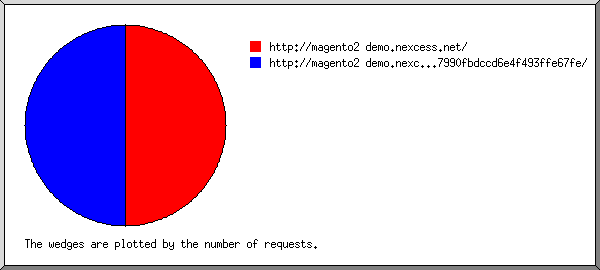 http://magento2 demo.nexcess.net/
http://magento2 demo.nexc...7990fbdccd6e4f493ffe67fe/
The wedges are plotted by the number of requests.